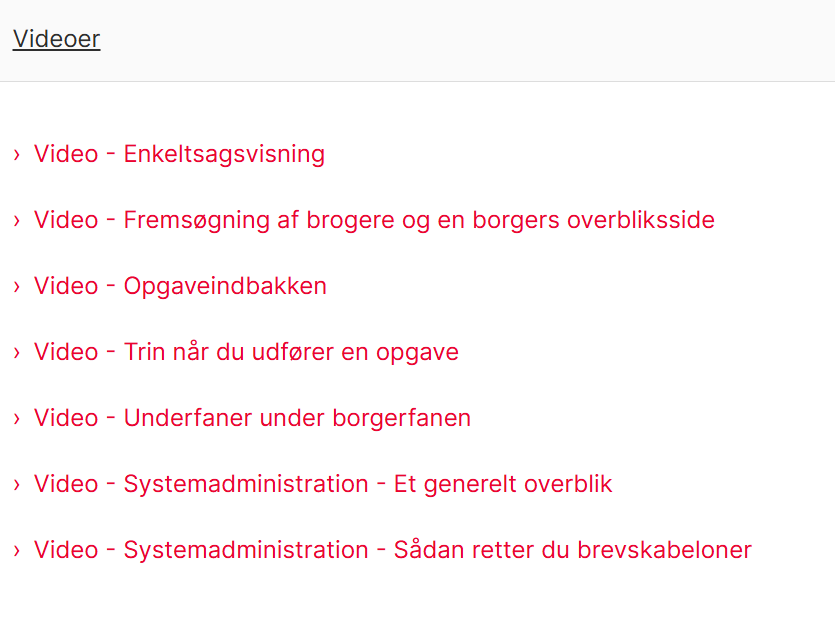 Videoer
› Video - Enkeltsagsvisning
› Video - Fremsøgning af brogere og en borgers overbliksside
› Video - Opgaveindbakken
› Video - Trin når du udfører en opgave
› Video - Underfaner under borgerfanen
› Video - Systemadministration - Et generelt overblik
› Video - Systemadministration - Sådan retter du brevskabeloner